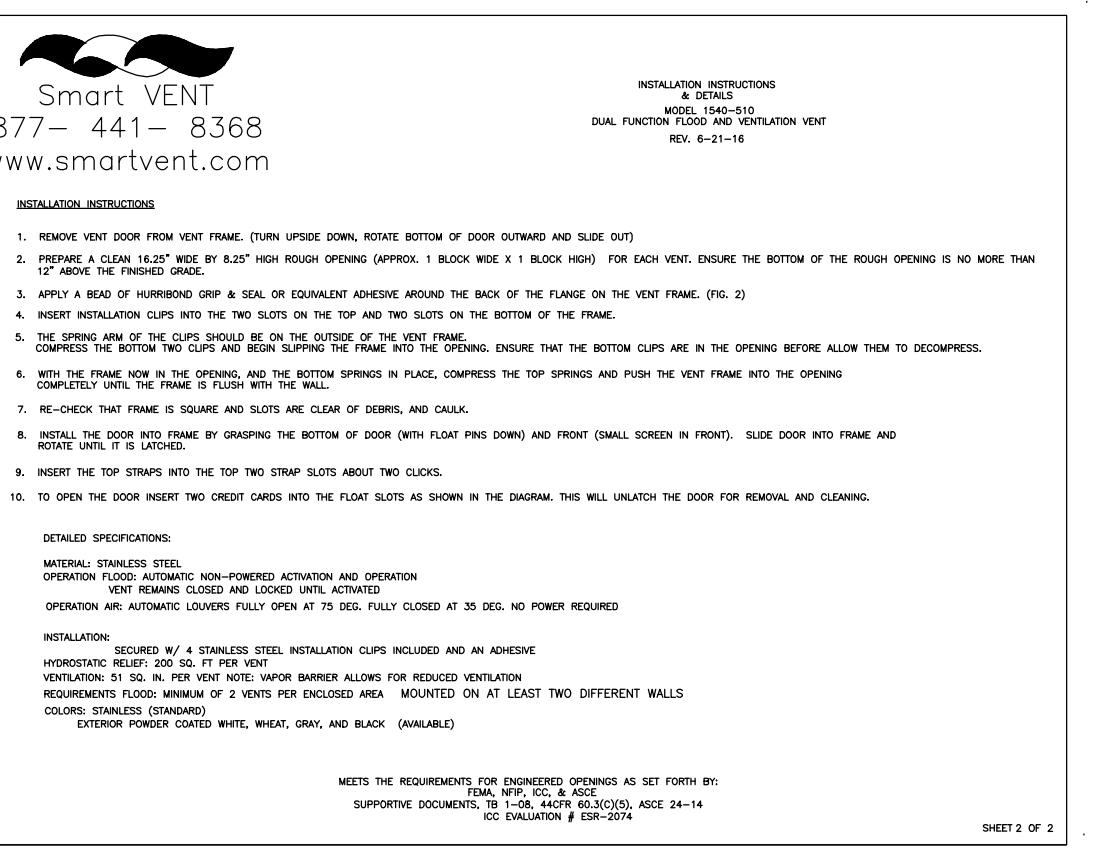 Smart VENT
877- 441- 8368
www.smartvent.com
INSTALLATION INSTRUCTIONS
& DETAILS
MODEL 1540-510
DUAL FUNCTION FLOOD AND VENTILATION VENT
REV. 6-21-16
INSTALLATION INSTRUCTIONS
1. REMOVE VENT DOOR FROM VENT FRAME. (TURN UPSIDE DOWN, ROTATE BOTTOM OF DOOR OUTWARD AND SLIDE OUT)
2. PREPARE A CLEAN 16.25" WIDE BY 8.25" HIGH ROUGH OPENING (APPROX. 1 BLOCK WIDE X 1 BLOCK HIGH) FOR EACH VENT. ENSURE THE BOTTOM OF THE ROUGH OPENING IS NO MORE THAN
12" ABOVE THE FINISHED GRADE.
3. APPLY A BEAD OF HURRIBOND GRIP & SEAL OR EQUIVALENT ADHESIVE AROUND THE BACK OF THE FLANGE ON THE VENT FRAME. (FIG. 2)
4. INSERT INSTALLATION CLIPS INTO THE TWO SLOTS ON THE TOP AND TWO SLOTS ON THE BOTTOM OF THE FRAME.
5. THE SPRING ARM OF THE CLIPS SHOULD BE ON THE OUTSIDE OF THE VENT FRAME.
COMPRESS THE BOTTOM TWO CLIPS AND BEGIN SLIPPING THE FRAME INTO THE OPENING. ENSURE THAT THE BOTTOM CLIPS ARE IN THE OPENING BEFORE ALLOW THEM TO DECOMPRESS.
6. WITH THE FRAME NOW IN THE OPENING, AND THE BOTTOM SPRINGS IN PLACE, COMPRESS THE TOP SPRINGS AND PUSH THE VENT FRAME INTO THE OPENING
COMPLETELY UNTIL THE FRAME IS FLUSH WITH THE WALL.
7. RE-CHECK THAT FRAME IS SQUARE AND SLOTS ARE CLEAR OF DEBRIS, AND CAULK.
8. INSTALL THE DOOR INTO FRAME BY GRASPING THE BOTTOM OF DOOR (WITH FLOAT PINS DOWN) AND FRONT (SMALL SCREEN IN FRONT). SLIDE DOOR INTO FRAME AND
ROTATE UNTIL IT IS LATCHED.
9. INSERT THE TOP STRAPS INTO THE TOP TWO STRAP SLOTS ABOUT TWO CLICKS.
10. TO OPEN THE DOOR INSERT TWO CREDIT CARDS INTO THE FLOAT SLOTS AS SHOWN IN THE DIAGRAM. THIS WILL UNLATCH THE DOOR FOR REMOVAL AND CLEANING.
DETAILED SPECIFICATIONS:
MATERIAL: STAINLESS STEEL
OPERATION FLOOD: AUTOMATIC NON-POWERED ACTIVATION AND OPERATION
VENT REMAINS CLOSED AND LOCKED UNTIL ACTIVATED
OPERATION AIR: AUTOMATIC LOUVERS FULLY OPEN AT 75 DEG. FULLY CLOSED AT 35 DEG. NO POWER REQUIRED
INSTALLATION:
SECURED W/ 4 STAINLESS STEEL INSTALLATION CLIPS INCLUDED AND AN ADHESIVE
HYDROSTATIC RELIEF: 200 SQ. FT PER VENT
VENTILATION: 51 SQ. IN. PER VENT NOTE: VAPOR BARRIER ALLOWS FOR REDUCED VENTILATION
REQUIREMENTS FLOOD: MINIMUM OF 2 VENTS PER ENCLOSED AREA MOUNTED ON AT LEAST TWO DIFFERENT WALLS
COLORS: STAINLESS (STANDARD)
EXTERIOR POWDER COATED WHITE, WHEAT, GRAY, AND BLACK (AVAILABLE)
MEETS THE REQUIREMENTS FOR ENGINEERED OPENINGS AS SET FORTH BY:
FEMA, NFIP, ICC, & ASCE
SUPPORTIVE DOCUMENTS, TB 1-08, 44CFR 60.3(C)(5), ASCE 24-14
ICC EVALUATION # ESR-2074
SHEET 2 OF 2